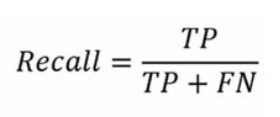 Recall = TP / TP + FN